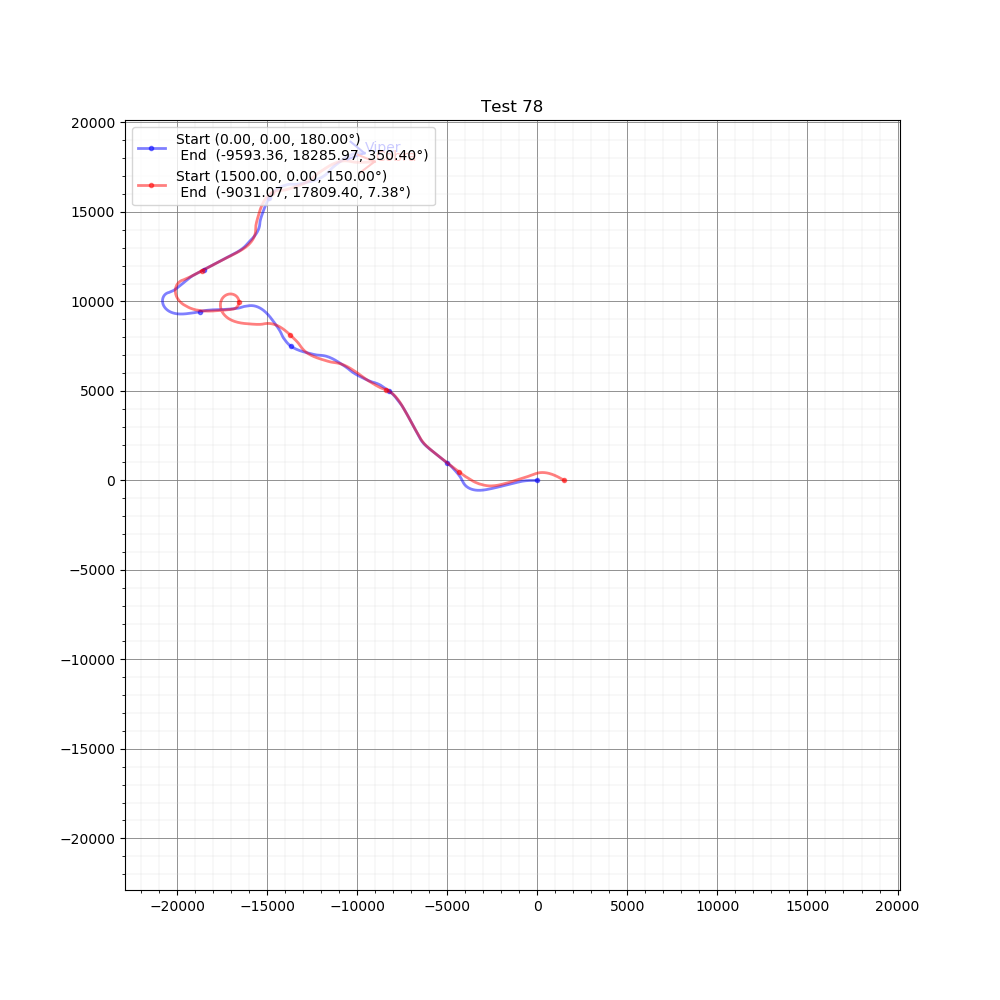 Test 78
Start (0.00, 0.00, 180.00°)
End (-9593.36, 18285.97, 350.40°)
Start (1500.00, 0.00, 150.00°)
End (-9031.07, 17809.40, 7.38°)
Viper
20000
15000
10000
5000
0
−5000
−10000
−15000
−20000
−20000 −15000 −10000 −5000 0 5000 10000 15000 20000